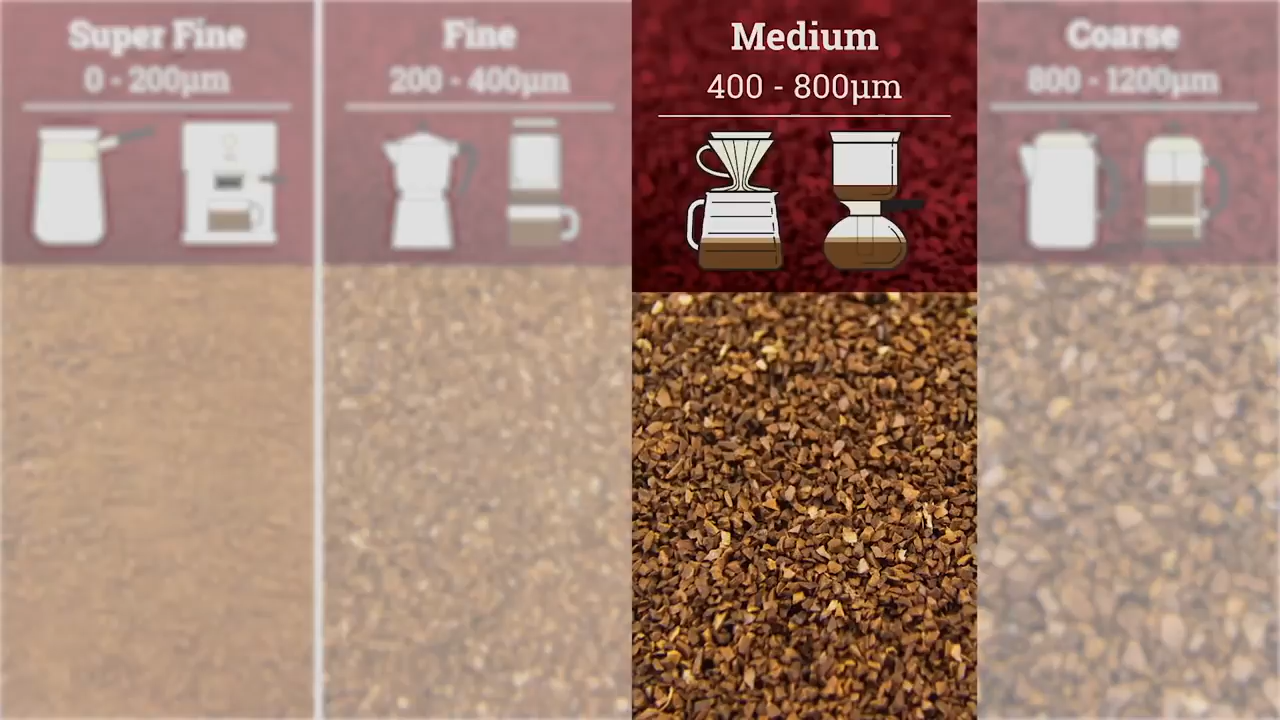 Super Fine
0 - 200µm
Fine
200 - 400µm
Medium
400 - 800µm
Coarse
800 - 1200µm